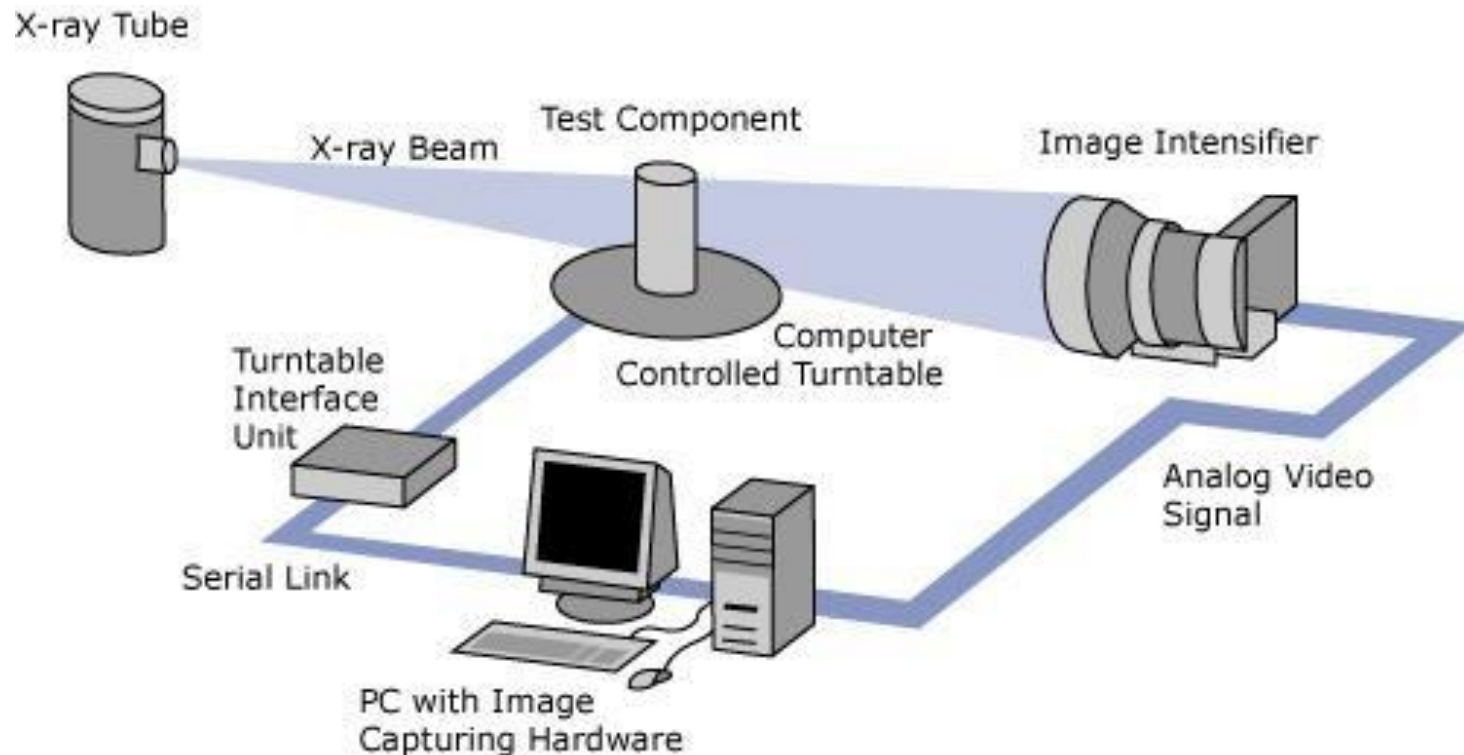 X-ray Tube
X-ray Beam
Test Component
Image Intensifier
Computer
Controlled Turntable
Turntable
Interface
Unit
Analog Video
Signal
Serial Link
PC with Image
Capturing Hardware